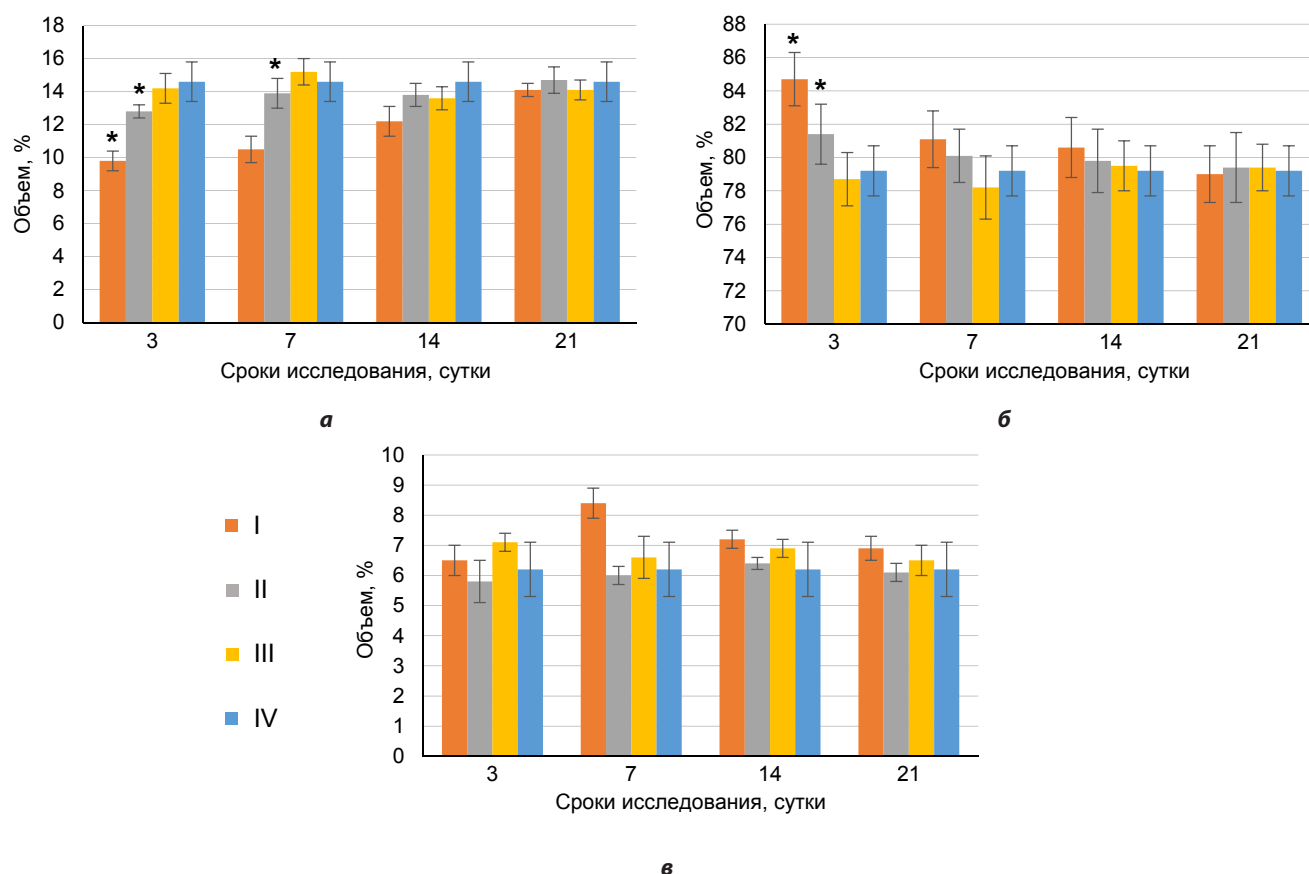 Объем, %
18
16
14
12
10
8
6
4
2
0
* * *
3 7 14 21
Сроки исследования, сутки
а
Объем, %
88
86
84
82
80
78
76
74
72
70
* *
3 7 14 21
Сроки исследования, сутки
б
I
II
III
IV
Объем, %
10
9
8
7
6
5
4
3
2
1
0
3 7 14 21
Сроки исследования, сутки
в